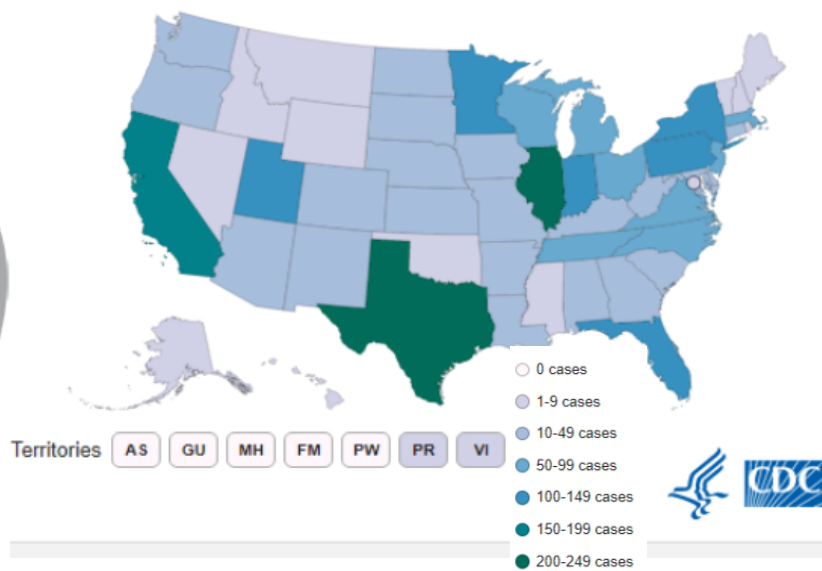 Territories AS GU MH FM PW PR VI
0 cases
1-9 cases
10-49 cases
50-99 cases
100-149 cases
150-199 cases
200-249 cases
CDC